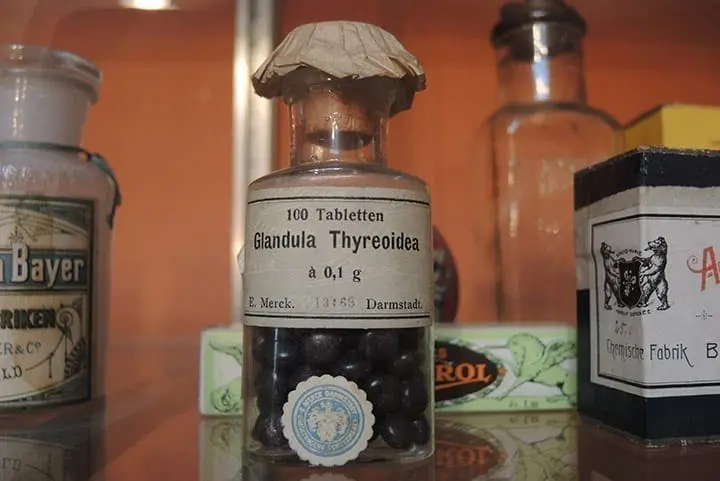 100 Tabletten
Glandula Thyreoidea
à 0,1 g
E. Merck. 13168 Darmstadt.
Bayer
RIKEN
ER & Co
LD
ROL
A
Chemische Fabrik B